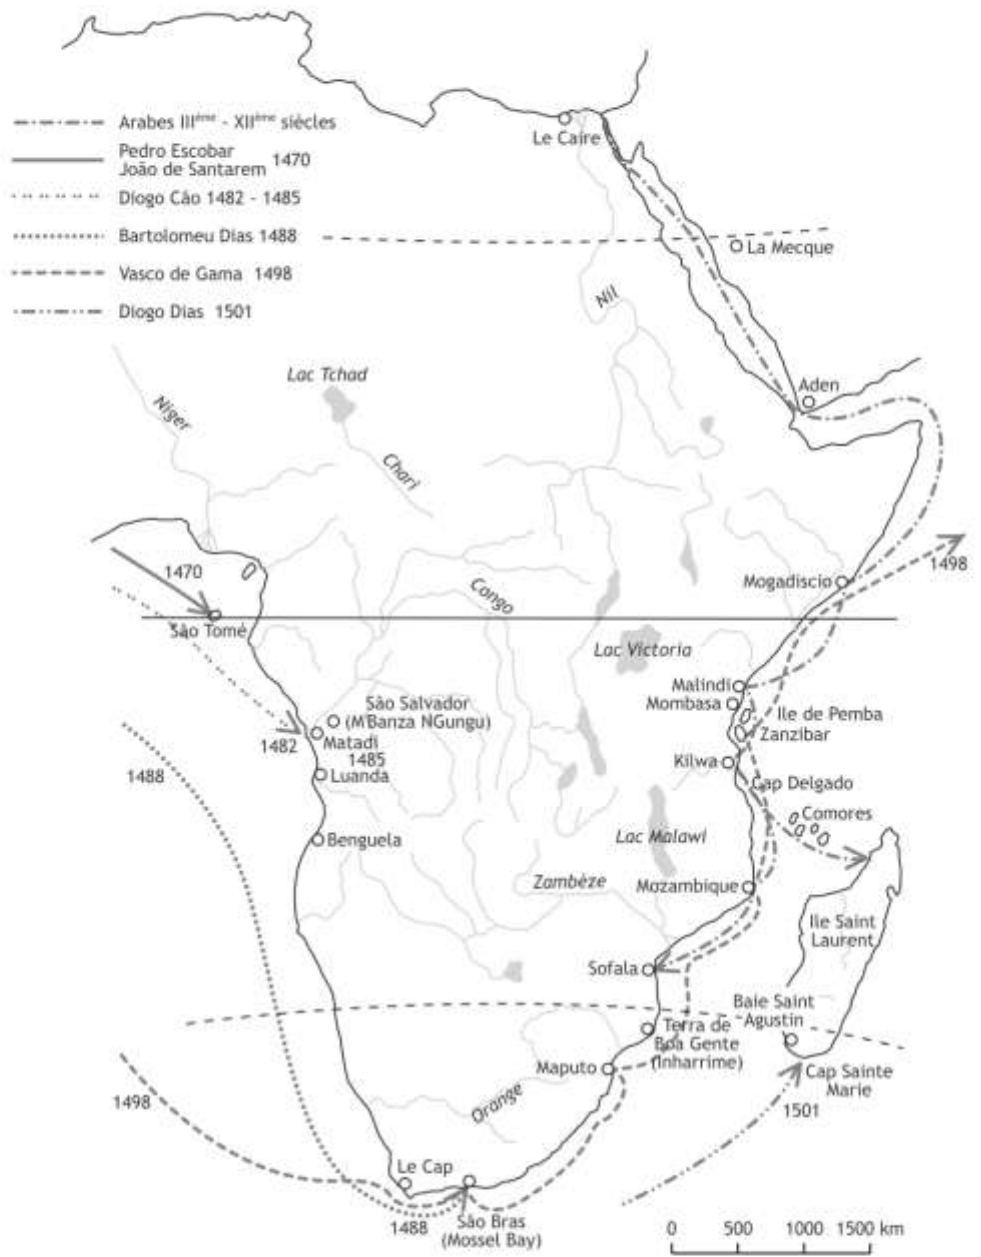 Arabes IIIème - XIIème siècles
Pedro Escobar
João de Santarem 1470
Diogo Câo 1482 - 1485
Bartolomeu Dias 1488
Vasco de Gama 1498
Diogo Dias 1501
Le Caire
La Mecque
Nil
Lac Tchad
Aden
Niger
Chari
1470
1498
Mogadiscio
Congo
São Tomé
Lac Victoria
Malindi
Mombasa
São Salvador
(M'Banza NGungu)
Ile de Pemba
Zanzibar
1482
Matadi
1485
Luanda
Kilwa
1488
Cap Delgado
Comores
Benguela
Lac Malawi
Zambèze
Mozambique
Ile Saint
Laurent
Sofala
Baie Saint
Agustin
Terra de
Boa Gente
(Inharrime)
Maputo
Cap Sainte
Marie
1498
Orange
1501
Le Cap
1488
São Bras
(Mossel Bay)
0 500 1000 1500 km